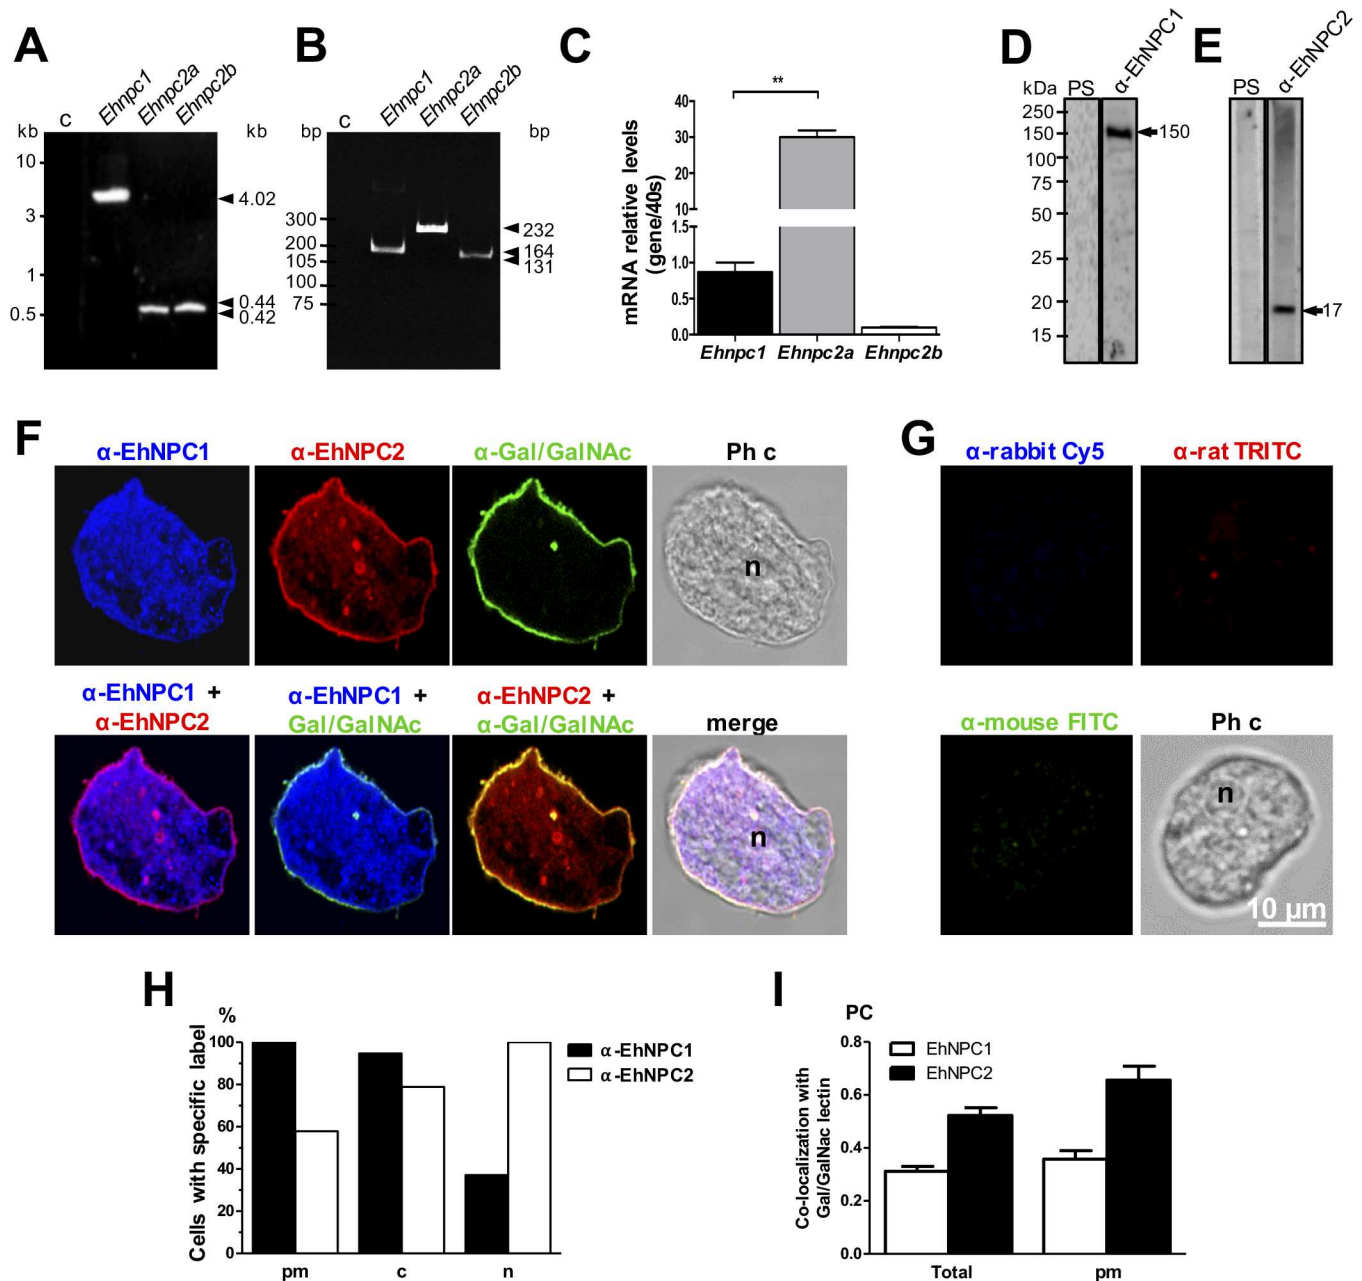 A
Ehnpc1
Ehnpc2a
Ehnpc2b
c
kb
kb
10
3
1
0.5
4.02
0.44
0.42
B
Ehnpc1
Ehnpc2a
Ehnpc2b
c
bp
bp
300
200
105
100
75
232
164
131
C
**
mRNA relative levels
(gene/40s)
40
30
20
10
1.5
1.0
0.5
0.0
Ehnpc1 Ehnpc2a Ehnpc2b
D
α-EhNPC1
PS
kDa
250
150
100
75
50
25
20
15
150
E
α-EhNPC2
PS
17
F
α-EhNPC1 α-EhNPC2 α-Gal/GalNAc Ph c
n
α-EhNPC1 +
α-EhNPC2
α-EhNPC1 +
Gal/GalNAc
α-EhNPC2 +
α-Gal/GalNAc
merge
n
G
α-rabbit Cy5 α-rat TRITC
α-mouse FITC Ph c
n
10 µm
H
%
Cells with specific label
100
80
60
40
20
0
pm c n
α-EhNPC1
α-EhNPC2
I
PC
Co-localization with
Gal/GalNac lectin
0.8
0.6
0.4
0.2
0.0
EhNPC1
EhNPC2
Total pm